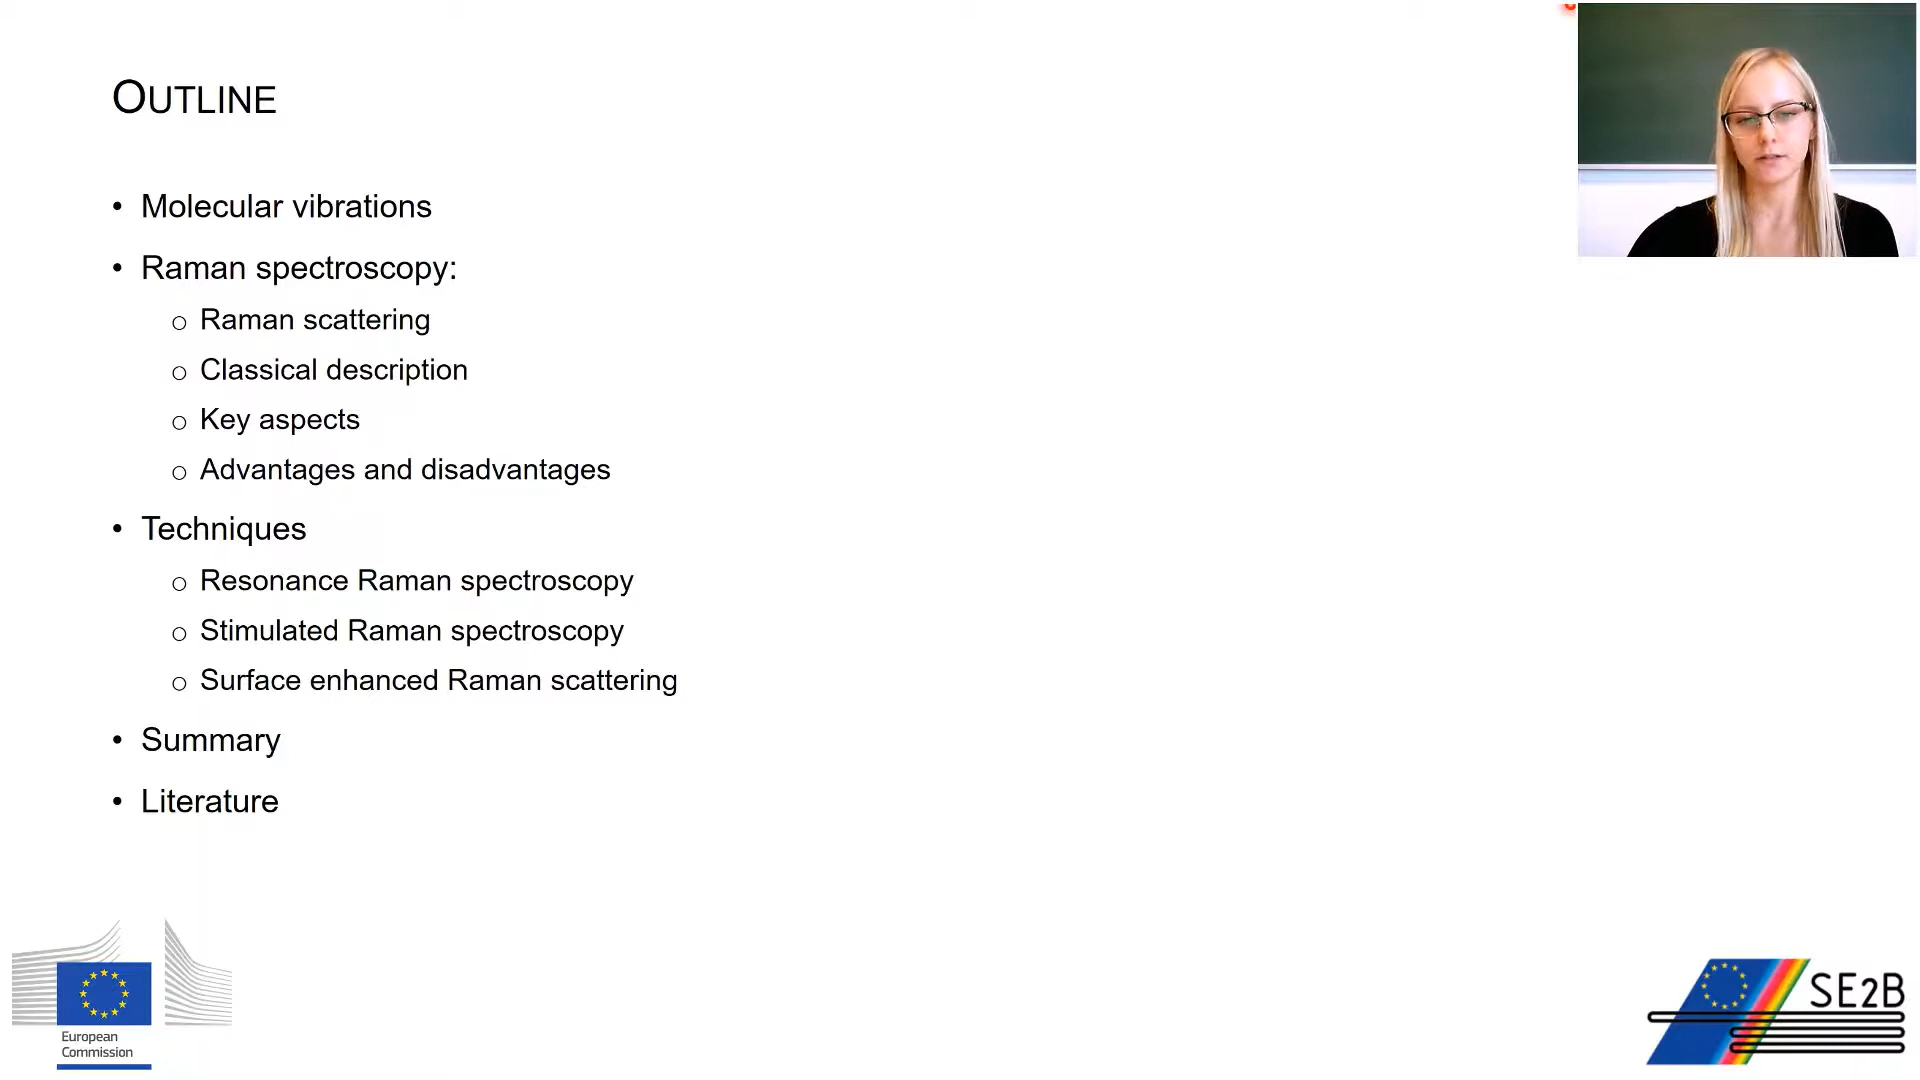 OUTLINE
• Molecular vibrations
• Raman spectroscopy:
o Raman scattering
o Classical description
o Key aspects
o Advantages and disadvantages
• Techniques
o Resonance Raman spectroscopy
o Stimulated Raman spectroscopy
o Surface enhanced Raman scattering
• Summary
• Literature
European
Commission
SE2B